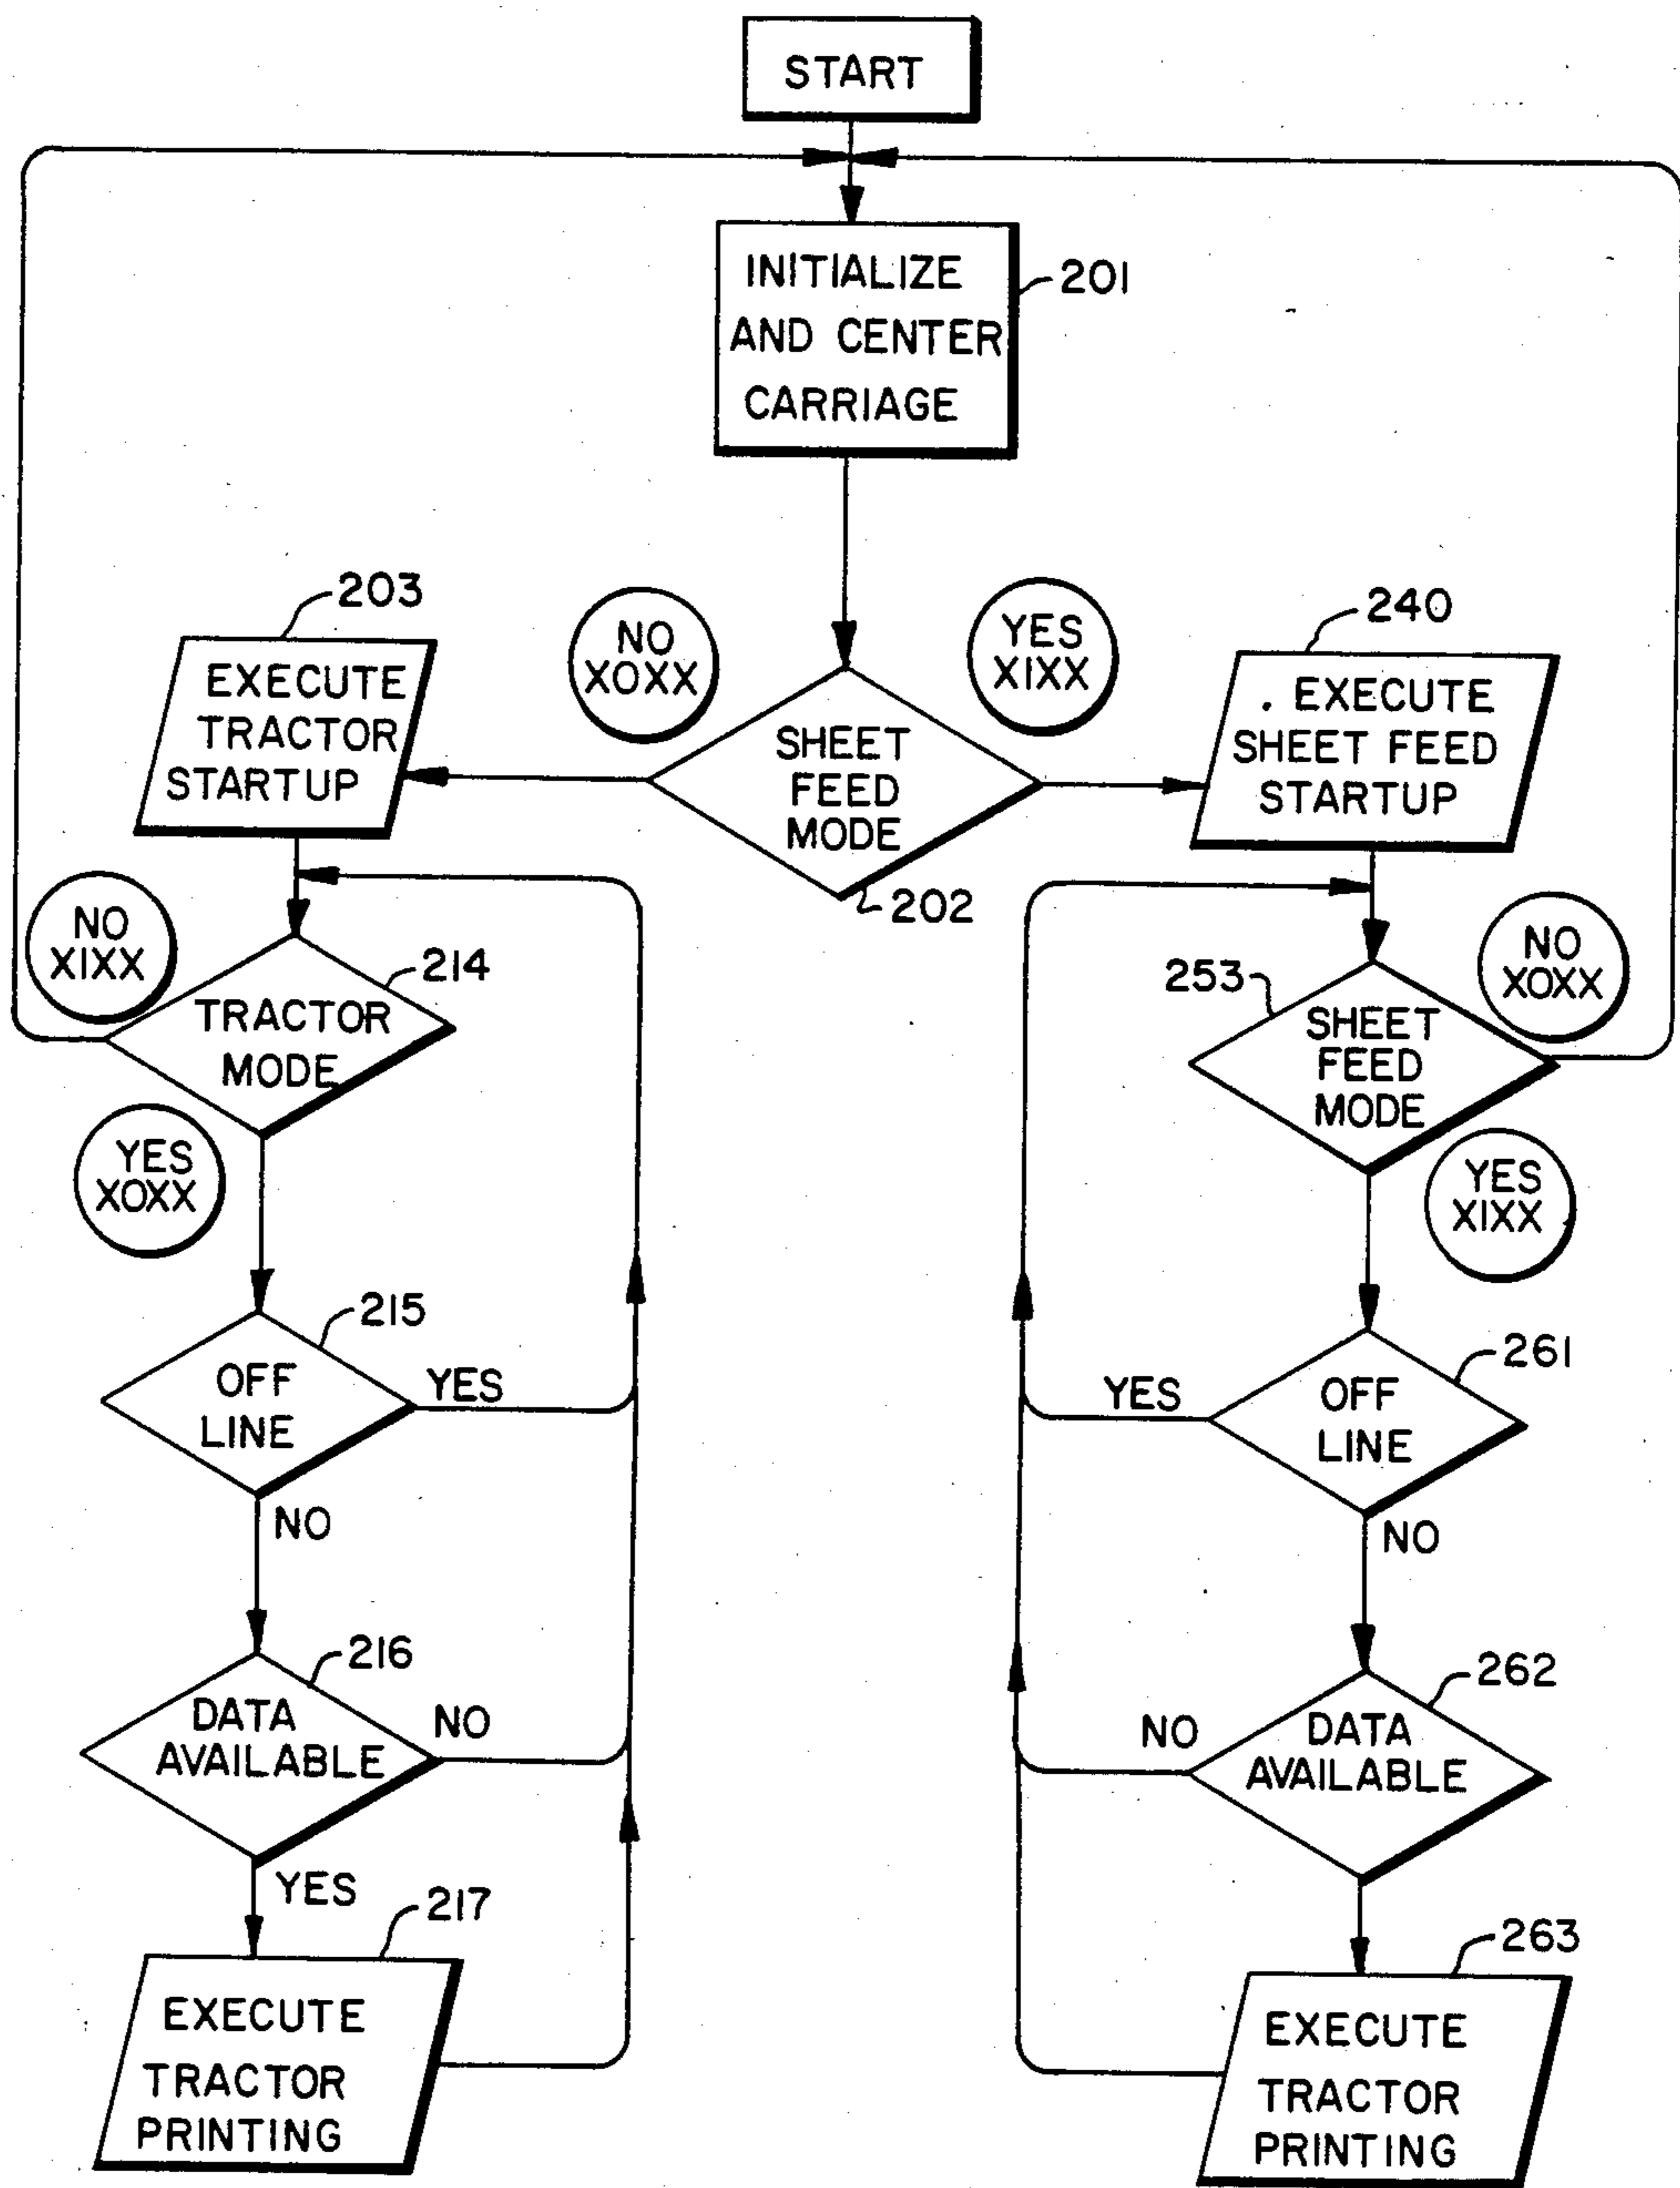 START
INITIALIZE
AND CENTER
CARRIAGE
201
203
EXECUTE
TRACTOR
STARTUP
NO
XOXX
YES
XIXX
SHEET
FEED
MODE
202
240
EXECUTE
SHEET FEED
STARTUP
NO
XIXX
214
TRACTOR
MODE
YES
XOXX
215
OFF
LINE
YES
NO
216
DATA
AVAILABLE
NO
YES
217
EXECUTE
TRACTOR
PRINTING
253
SHEET
FEED
MODE
NO
XOXX
YES
XIXX
261
OFF
LINE
YES
NO
262
DATA
AVAILABLE
NO
263
EXECUTE
TRACTOR
PRINTING